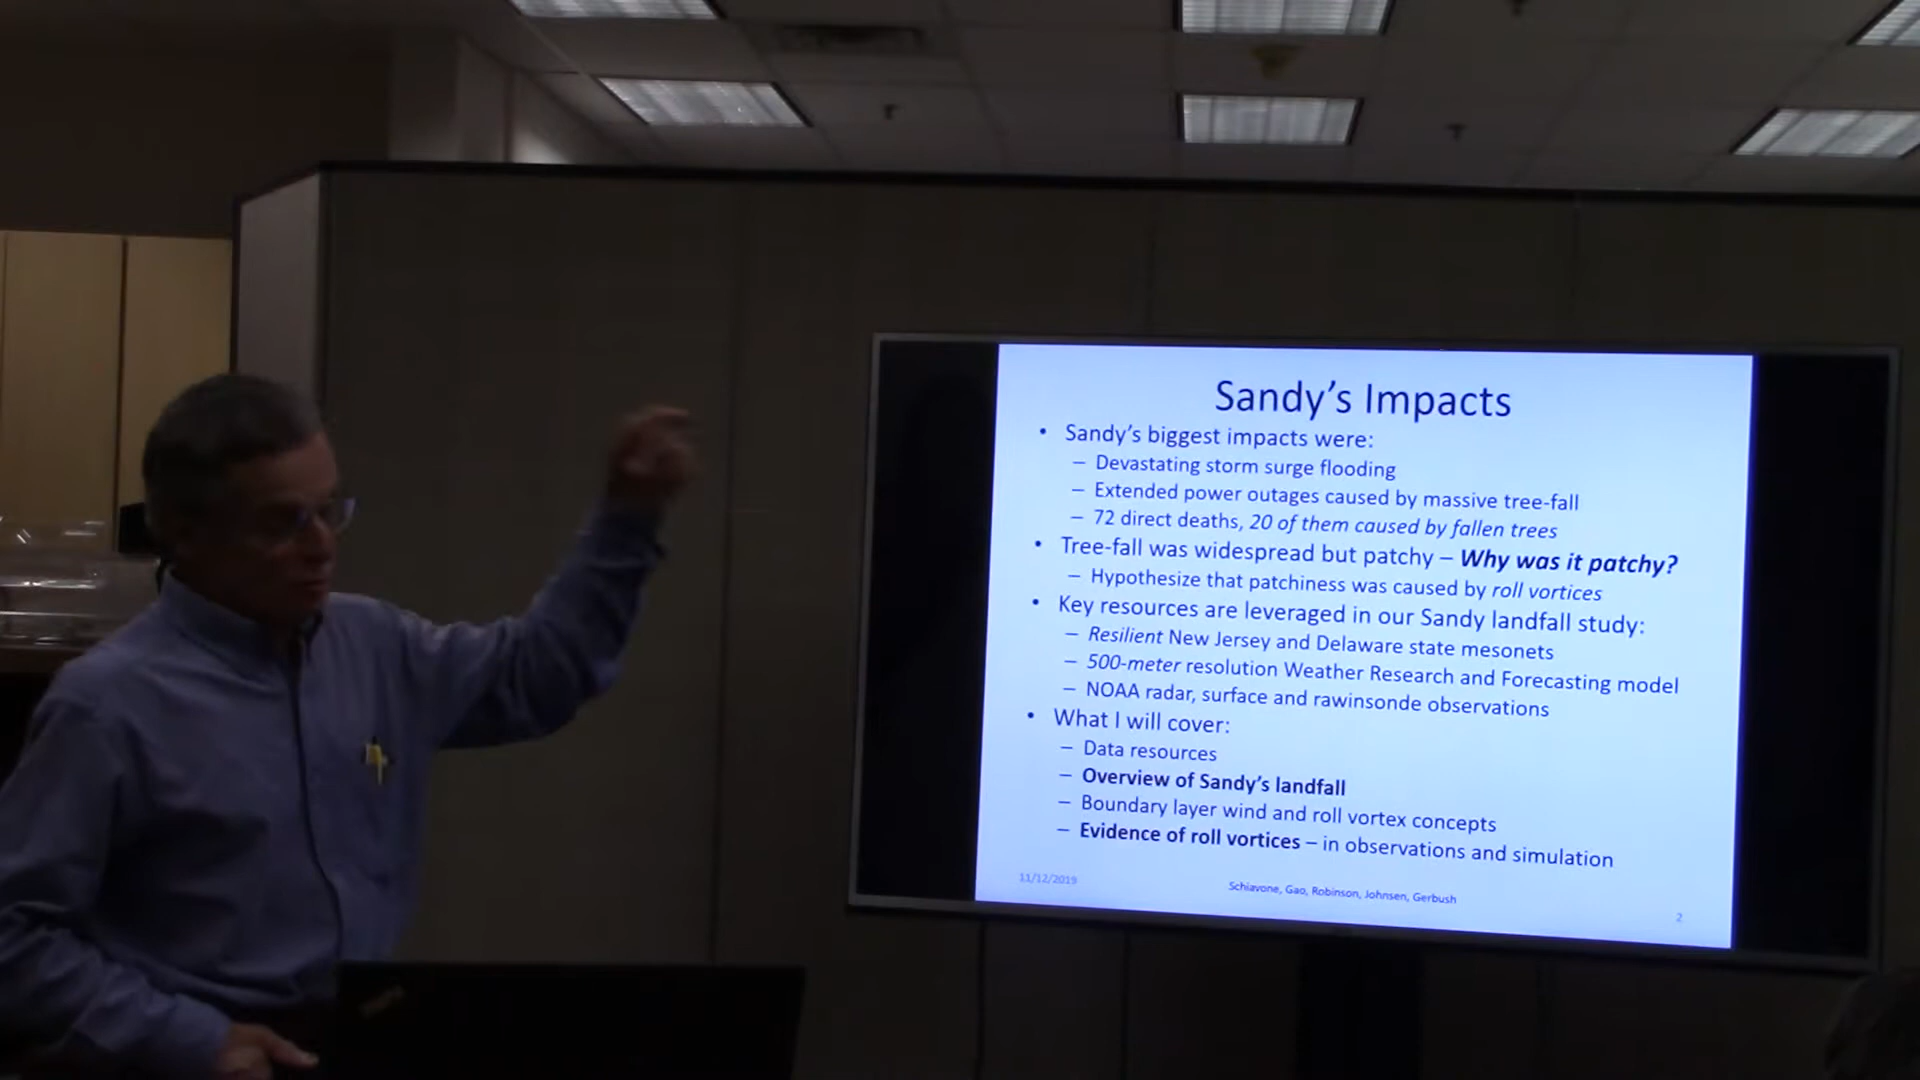 Sandy's Impacts
• Sandy's biggest impacts were:
– Devastating storm surge flooding
– Extended power outages caused by massive tree-fall
– 72 direct deaths, 20 of them caused by fallen trees
• Tree-fall was widespread but patchy – Why was it patchy?
– Hypothesize that patchiness was caused by roll vortices
• Key resources are leveraged in our Sandy landfall study:
– Resilient New Jersey and Delaware state mesonets
– 500-meter resolution Weather Research and Forecasting model
– NOAA radar, surface and rawinsonde observations
• What I will cover:
– Data resources
– Overview of Sandy's landfall
– Boundary layer wind and roll vortex concepts
– Evidence of roll vortices – in observations and simulation
11/12/2019
Schiavone, Gao, Robinson, Johnsen, Gerbush
2